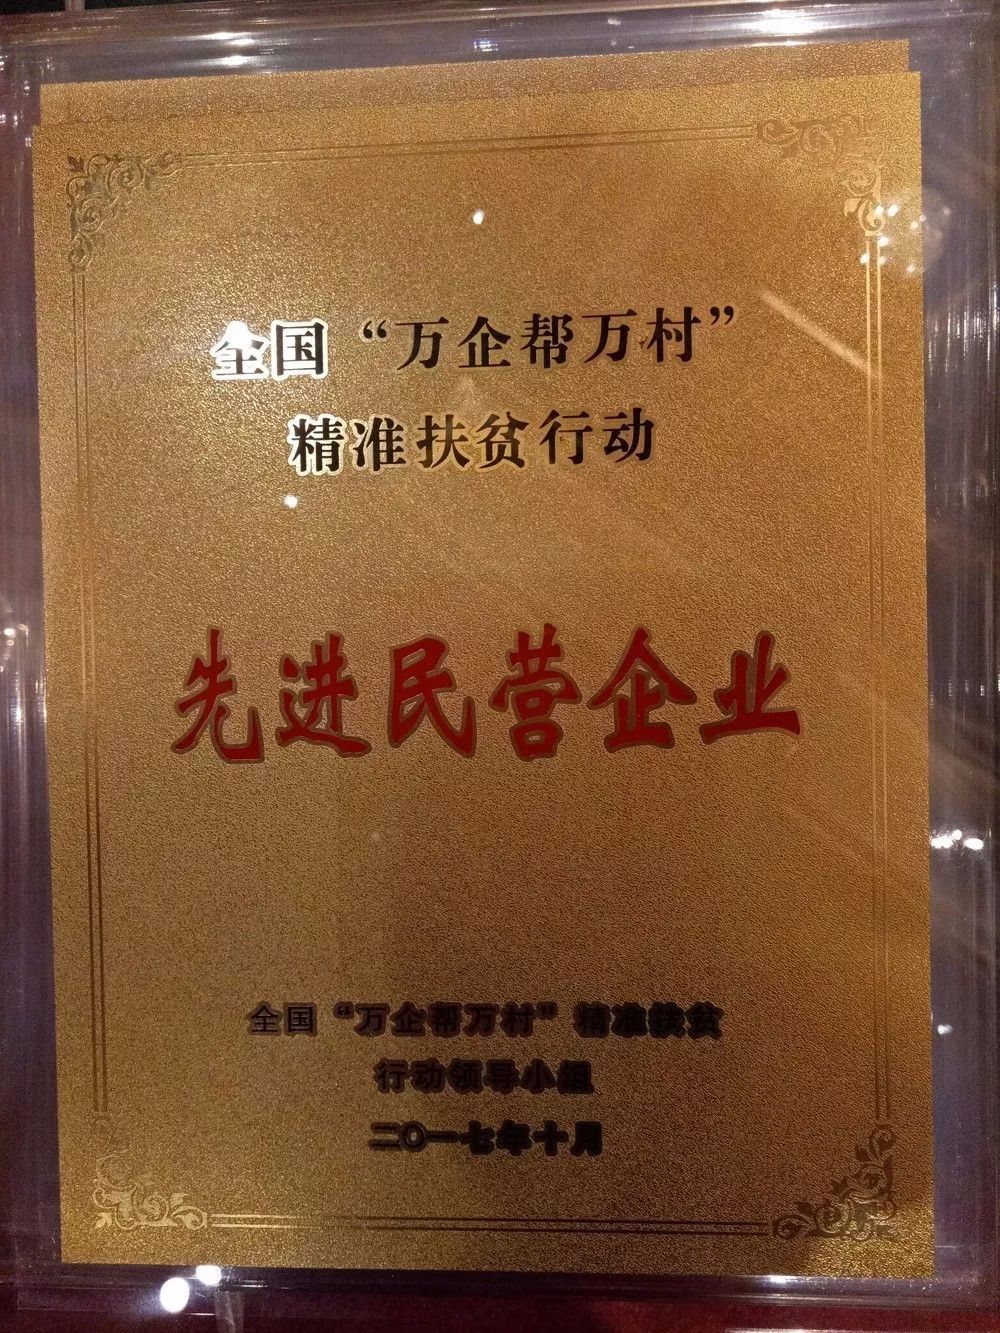 全国“万企帮万村”
精准扶贫行动
先进民营企业
全国“万企帮万村”精准扶贫
行动领导小组
二〇一七年十月